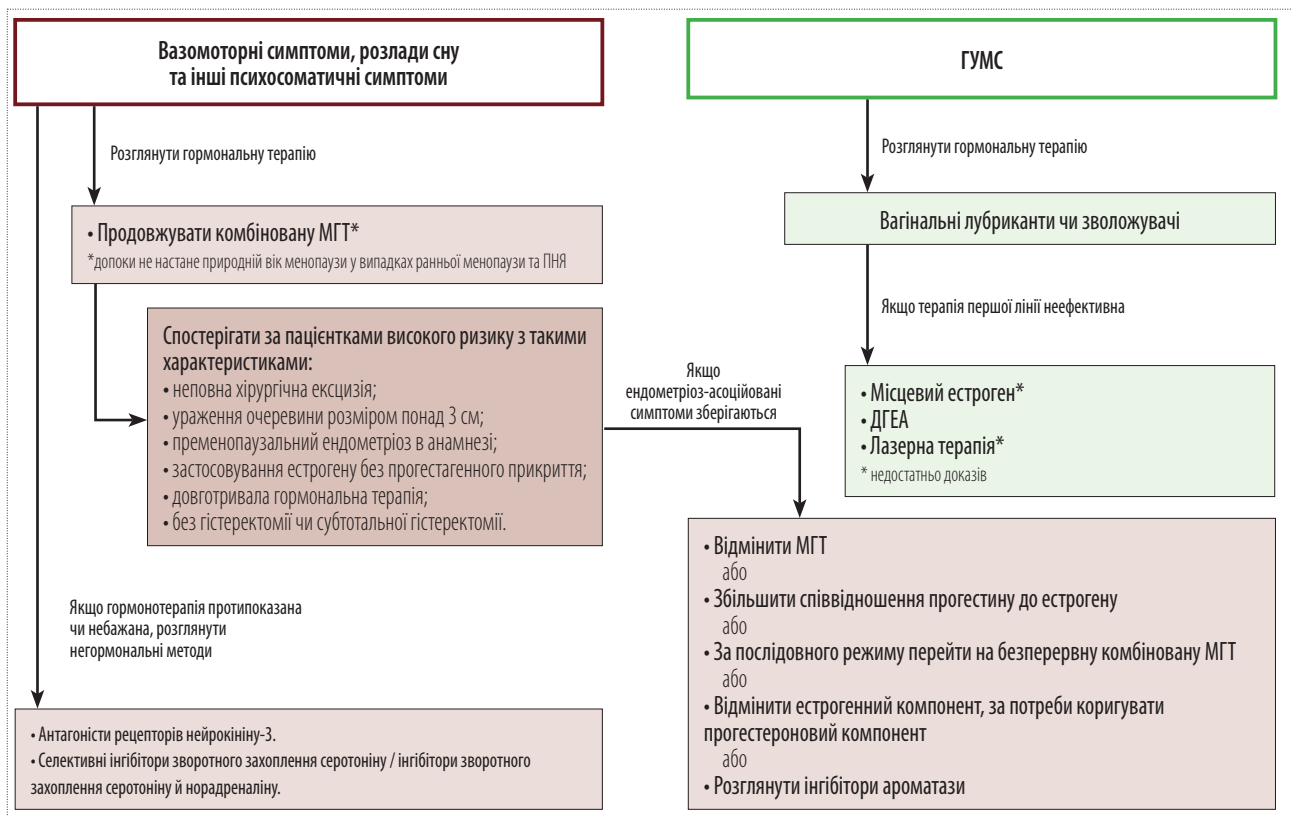 Вазомоторні симптоми, розлади сну
та інші психосоматичні симптоми
Розглянути гормональну терапію
• Продовжувати комбіновану МГТ*
*допоки не настане природній вік менопаузи у випадках ранньої менопаузи та ПНЯ
Спостерігати за пацієнтками високого ризику з такими
характеристиками:
• неповна хірургічна ексцизія;
• ураження очеревини розміром понад 3 см;
• пременопаузальний ендометріоз в анамнезі;
• застосовування естрогену без прогестагенного прикриття;
• довготривала гормональна терапія;
• без гістеректомії чи субтотальної гістеректомії.
Якщо гормонотерапія протипоказана
чи небажана, розглянути
негормональні методи
• Антагоністи рецепторів нейрокініну-3.
• Селективні інгібітори зворотного захоплення серотоніну / інгібітори зворотного
захоплення серотоніну й норадреналіну.
Якщо
ендометріоз-асоційовані
симптоми зберігаються
ГУМС
Розглянути гормональну терапію
Вагінальні лубриканти чи зволожувачі
Якщо терапія першої лінії неефективна
• Місцевий естроген*
• ДГЕА
• Лазерна терапія*
* недостатньо доказів
• Відмінити МГТ
або
• Збільшити співвідношення прогестину до естрогену
або
• За послідовного режиму перейти на безперервну комбіновану МГТ
або
• Відмінити естрогенний компонент, за потреби коригувати
прогестероновий компонент
або
• Розглянути інгібітори ароматази